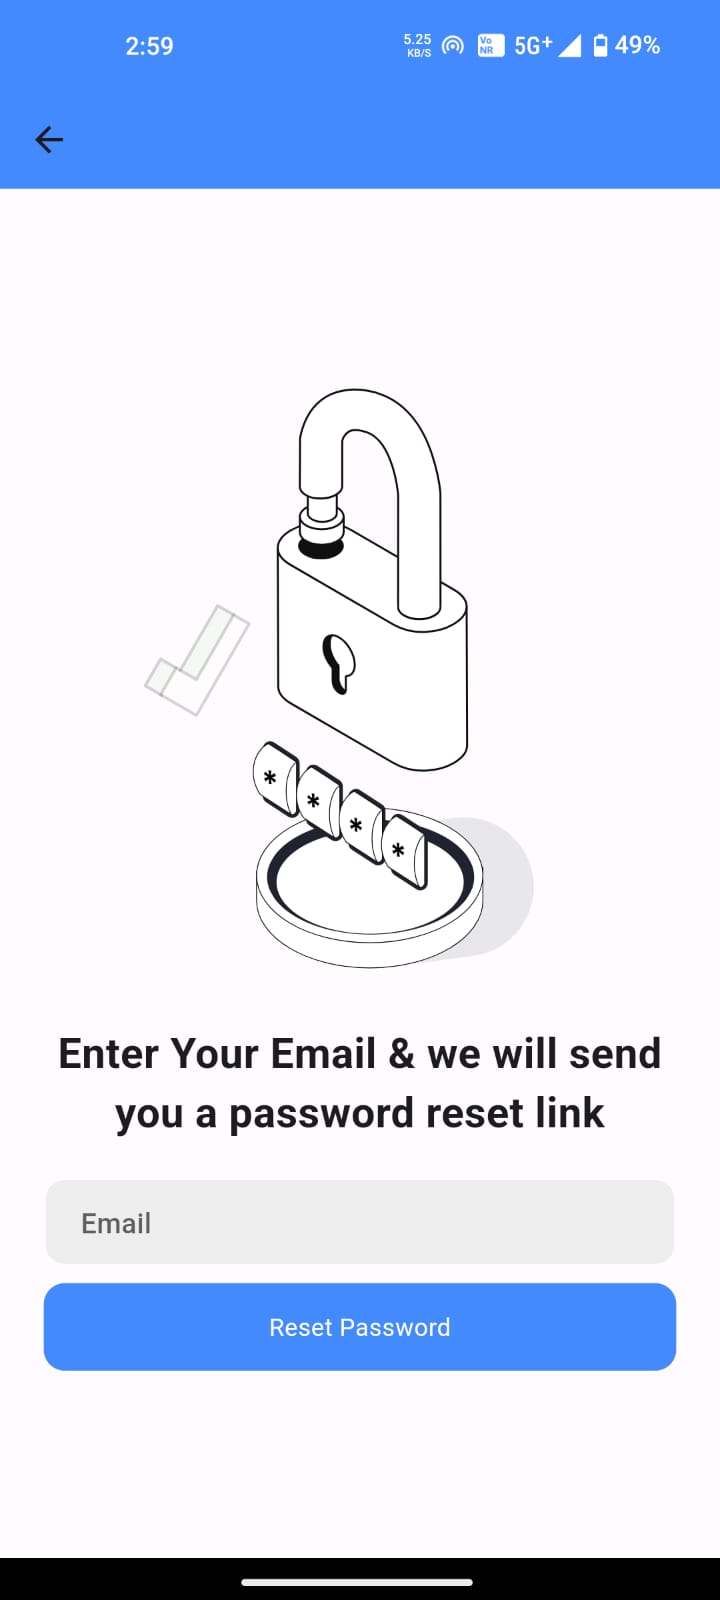 2:59
5.25
KB/S
Vo
NR
5G+
49%
* * * *
Enter Your Email & we will send
you a password reset link
Email
Reset Password